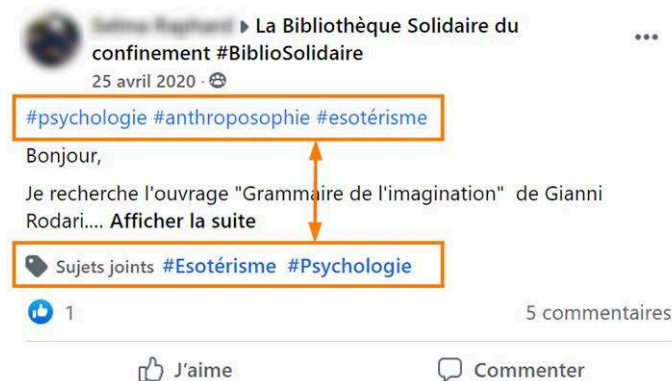 ▸ La Bibliothèque Solidaire du
confinement #BiblioSolidaire
25 avril 2020 ·
#psychologie #anthroposophie #esotérisme
Bonjour,
Je recherche l'ouvrage "Grammaire de l'imagination" de Gianni
Rodari.... Afficher la suite
Sujets joints #Esotérisme #Psychologie
1
5 commentaires
J'aime
Commenter